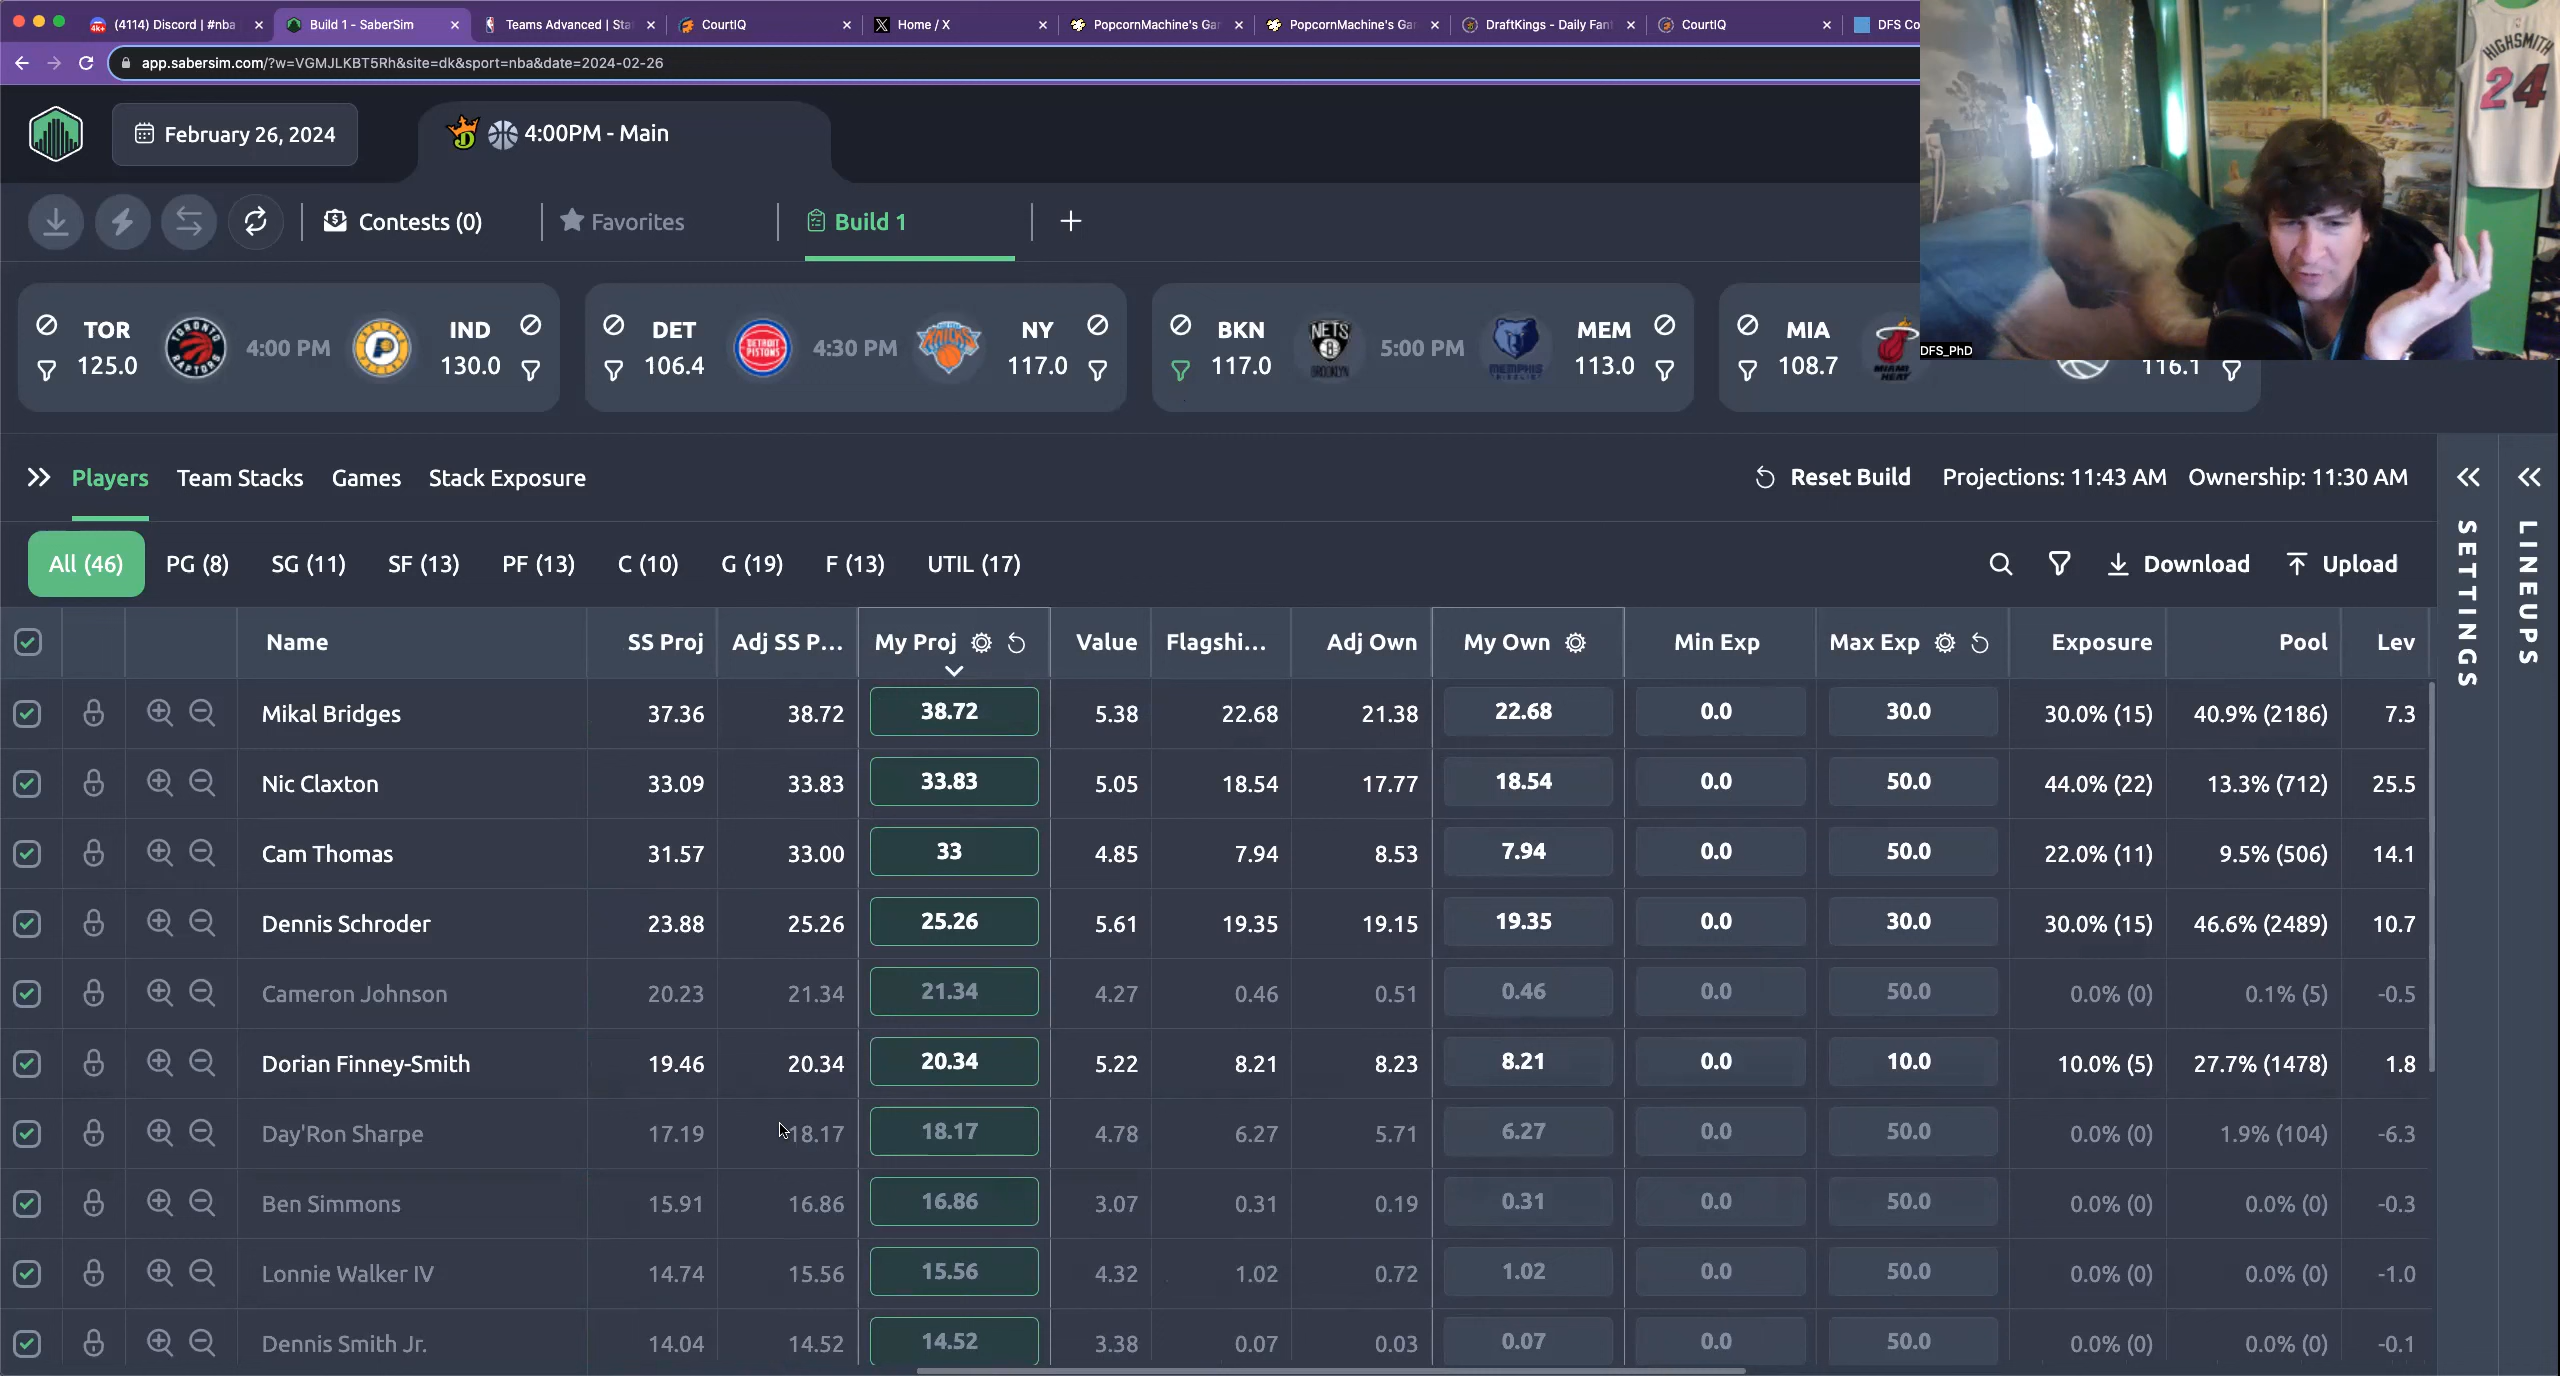 (4114) Discord | #nba
Build 1 - SaberSim
Teams Advanced | Sta
CourtIQ
Home / X
PopcornMachine's Ga
PopcornMachine's Ga
DraftKings - Daily Fant
CourtIQ
DFS Co
app.sabersim.com/?w=VGMJLKBT5Rh&site=dk&sport=nba&date=2024-02-26
HIGHSMITH
24
DFS_PhD
February 26, 2024
4:00PM - Main
Contests (0) Favorites Build 1 +
TOR 125.0 4:00 PM IND 130.0
DET 106.4 4:30 PM NY 117.0
BKN 117.0 5:00 PM MEM 113.0
MIA 108.7 116.1
Players Team Stacks Games Stack Exposure
Reset Build Projections: 11:43 AM Ownership: 11:30 AM
All (46) PG (8) SG (11) SF (13) PF (13) C (10) G (19) F (13) UTIL (17)
Download Upload
SETTINGS
LINEUPS
Name SS Proj Adj SS P... My Proj Value Flagshi... Adj Own My Own Min Exp Max Exp Exposure Pool Lev
Mikal Bridges 37.36 38.72 38.72 5.38 22.68 21.38 22.68 0.0 30.0 30.0% (15) 40.9% (2186) 7.3
Nic Claxton 33.09 33.83 33.83 5.05 18.54 17.77 18.54 0.0 50.0 44.0% (22) 13.3% (712) 25.5
Cam Thomas 31.57 33.00 33 4.85 7.94 8.53 7.94 0.0 50.0 22.0% (11) 9.5% (506) 14.1
Dennis Schroder 23.88 25.26 25.26 5.61 19.35 19.15 19.35 0.0 30.0 30.0% (15) 46.6% (2489) 10.7
Cameron Johnson 20.23 21.34 21.34 4.27 0.46 0.51 0.46 0.0 50.0 0.0% (0) 0.1% (5) -0.5
Dorian Finney-Smith 19.46 20.34 20.34 5.22 8.21 8.23 8.21 0.0 10.0 10.0% (5) 27.7% (1478) 1.8
Day'Ron Sharpe 17.19 18.17 18.17 4.78 6.27 5.71 6.27 0.0 50.0 0.0% (0) 1.9% (104) -6.3
Ben Simmons 15.91 16.86 16.86 3.07 0.31 0.19 0.31 0.0 50.0 0.0% (0) 0.0% (0) -0.3
Lonnie Walker IV 14.74 15.56 15.56 4.32 1.02 0.72 1.02 0.0 50.0 0.0% (0) 0.0% (0) -1.0
Dennis Smith Jr. 14.04 14.52 14.52 3.38 0.07 0.03 0.07 0.0 50.0 0.0% (0) 0.0% (0) -0.1